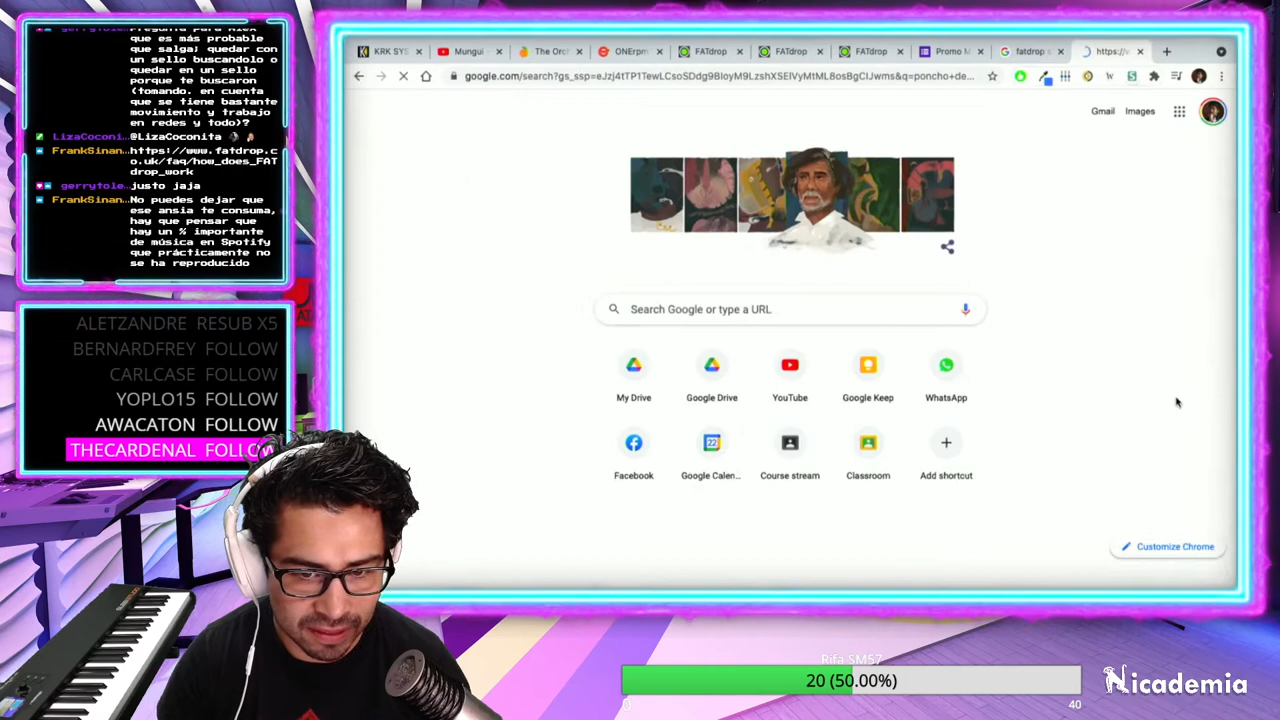 que es más probable
que salga; quedar con
un sello buscandolo o
quedar en un sello
porque te buscaron
(tomando. en cuenta
que se tiene bastante
movimiento y trabajo
en redes y todo)?
LizaCoconi… @LizaCoconita
FrankSinan… https://www.fatdrop.c
o.uk/faq/how_does_FAT
drop_work
gerrytole… justo jaja
FrankSinan… No puedes dejar que
ese ansia te consuma,
hay que pensar que
hay un % importante
de música en Spotify
que prácticamente no
se ha reproducido
ALETZANDRE RESUB X5
BERNARDFREY FOLLOW
CARLCASE FOLLOW
YOPLO15 FOLLOW
AWACATON FOLLOW
THECARDENAL FOLLOW
KRK SYS
Mungui
The Orc
ONErpm
FATdrop
FATdrop
FATdrop
Promo M
fatdrop s
https://v
google.com/search?gs_ssp=
&q=poncho+de...
Gmail
Images
Search Google or type a URL
My Drive
Google Drive
YouTube
Google Keep
WhatsApp
Facebook
Google Calen...
Course stream
Classroom
Add shortcut
Customize Chrome
Rifa SM57
20 (50.00%)
0
40
Nicademia